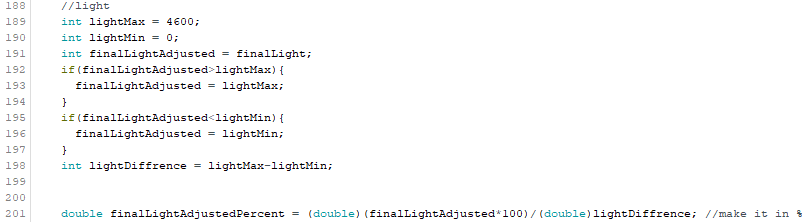 188    //light
189    int lightMax = 4600;
190    int lightMin = 0;
191    int finalLightAdjusted = finalLight;
192    if(finalLightAdjusted>lightMax){
193      finalLightAdjusted = lightMax;
194    }
195    if(finalLightAdjusted<lightMin){
196      finalLightAdjusted = lightMin;
197    }
198    int lightDiffrence = lightMax-lightMin;
199
200
201    double finalLightAdjustedPercent = (double)(finalLightAdjusted*100)/(double)lightDiffrence; //make it in %